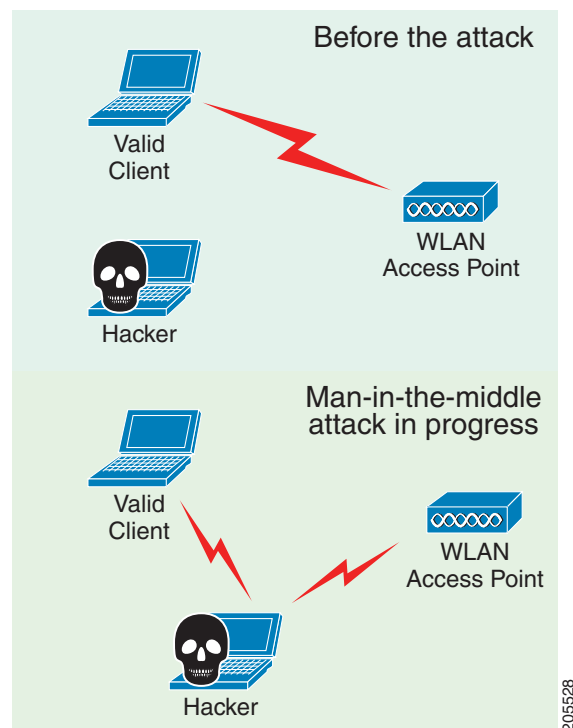 Before the attack
Valid
Client
WLAN
Access Point
Hacker
Man-in-the-middle
attack in progress
Valid
Client
WLAN
Access Point
Hacker
205528